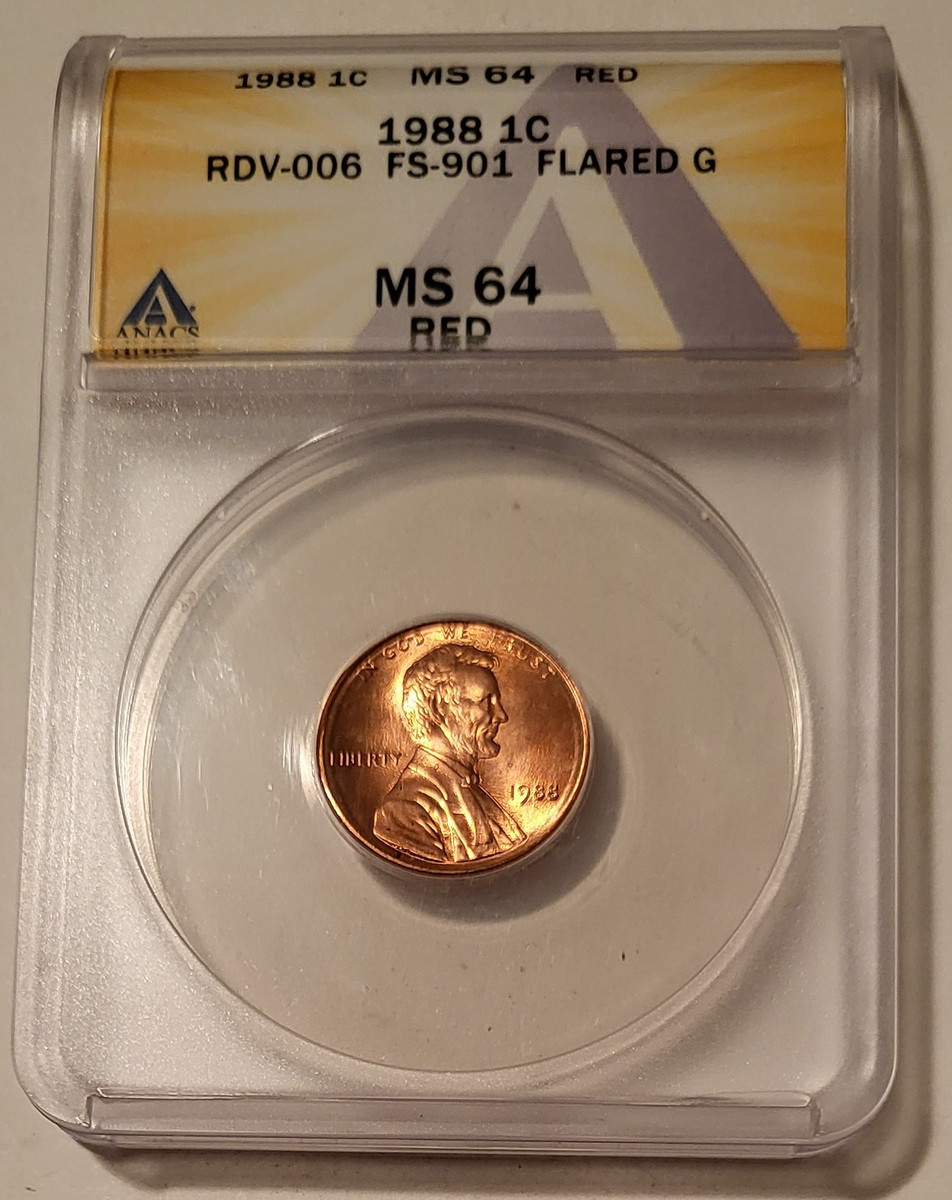 1988 1C MS 64 RED
1988 1C
RDV-006 FS-901 FLARED G
MS 64
RED
ANACS
IN GOD WE TRUST
LIBERTY
1988